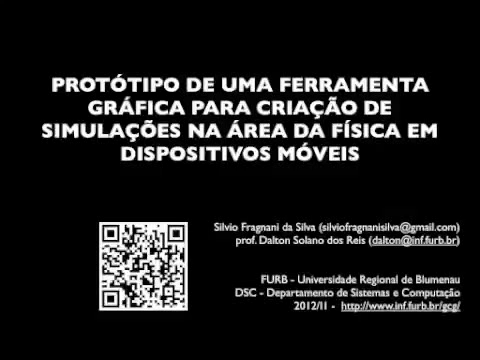 PROTÓTIPO DE UMA FERRAMENTA
GRÁFICA PARA CRIAÇÃO DE
SIMULAÇÕES NA ÁREA DA FÍSICA EM
DISPOSITIVOS MÓVEIS
Silvio Fragnani da Silva (silviofragnanisilva@gmail.com)
prof. Dalton Solano dos Reis (dalton@inf.furb.br)
FURB - Universidade Regional de Blumenau
DSC - Departamento de Sistemas e Computação
2012/II - http://www.inf.furb.br/gcg/